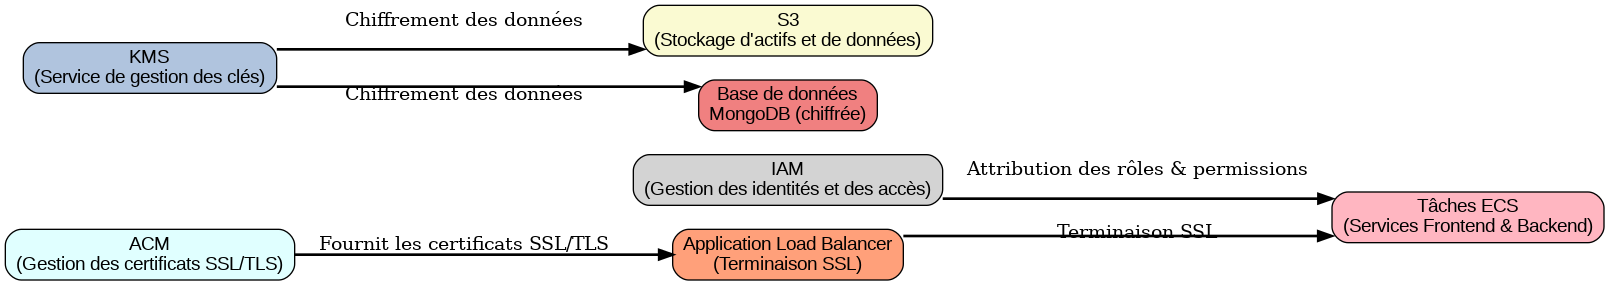 Chiffrement des données
S3
(Stockage d'actifs et de données)
KMS
(Service de gestion des clés)
Chiffrement des données
Base de données
MongoDB (chiffrée)
IAM
(Gestion des identités et des accès)
Attribution des rôles & permissions
Tâches ECS
(Services Frontend & Backend)
ACM
(Gestion des certificats SSL/TLS)
Fournit les certificats SSL/TLS
Application Load Balancer
(Terminaison SSL)
Terminaison SSL